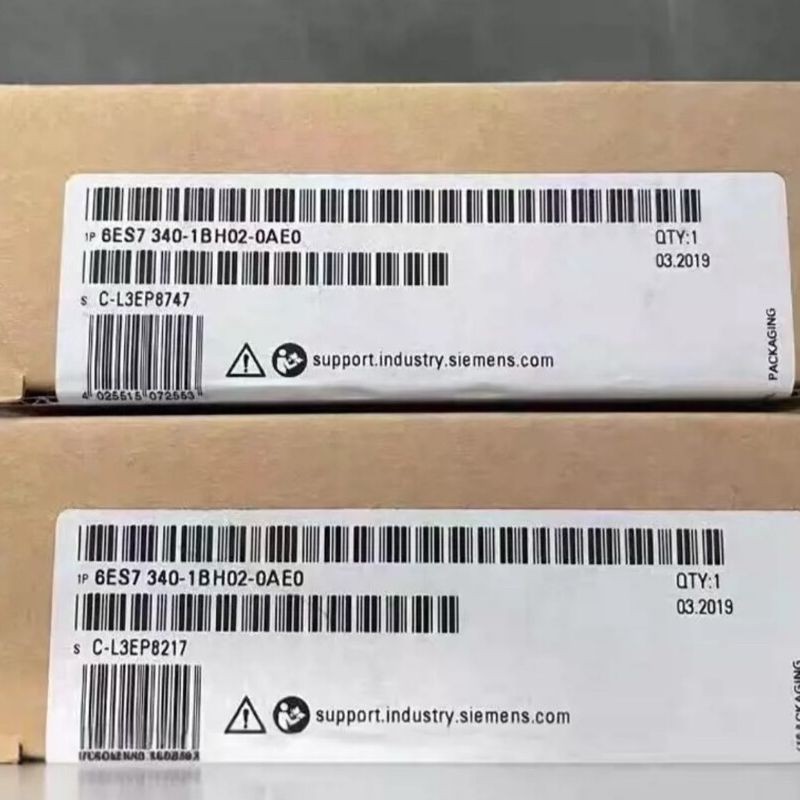 1P 6ES7 340-1BH02-0AE0
QTY:1
03.2019
S C-L3EP8747
support.industry.siemens.com
4 025515 072553
PACKAGING
1P 6ES7 340-1BH02-0AE0
QTY:1
03.2019
S C-L3EP8217
support.industry.siemens.com
PACKAGING